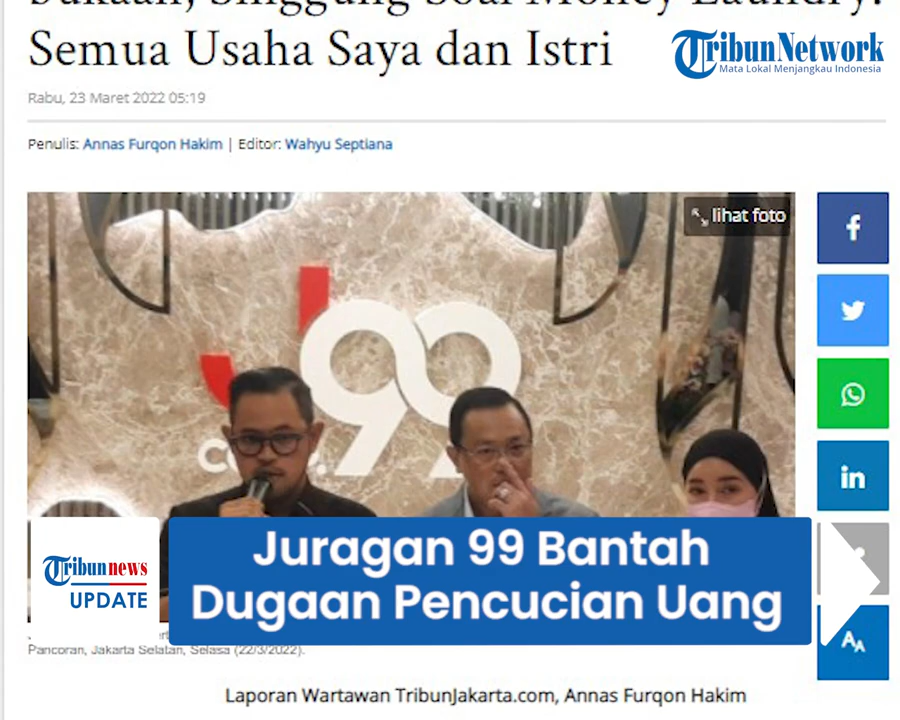 Semua Usaha Saya dan Istri
TribunNetwork
Mata Lokal Menjangkau Indonesia
Rabu, 23 Maret 2022 05:19
Penulis: Annas Furqon Hakim | Editor: Wahyu Septiana
lihat foto
J99
Tribunnews
UPDATE
Juragan 99 Bantah
Dugaan Pencucian Uang
Pancoran, Jakarta Selatan, Selasa (22/3/2022).
AA
Laporan Wartawan TribunJakarta.com, Annas Furqon Hakim